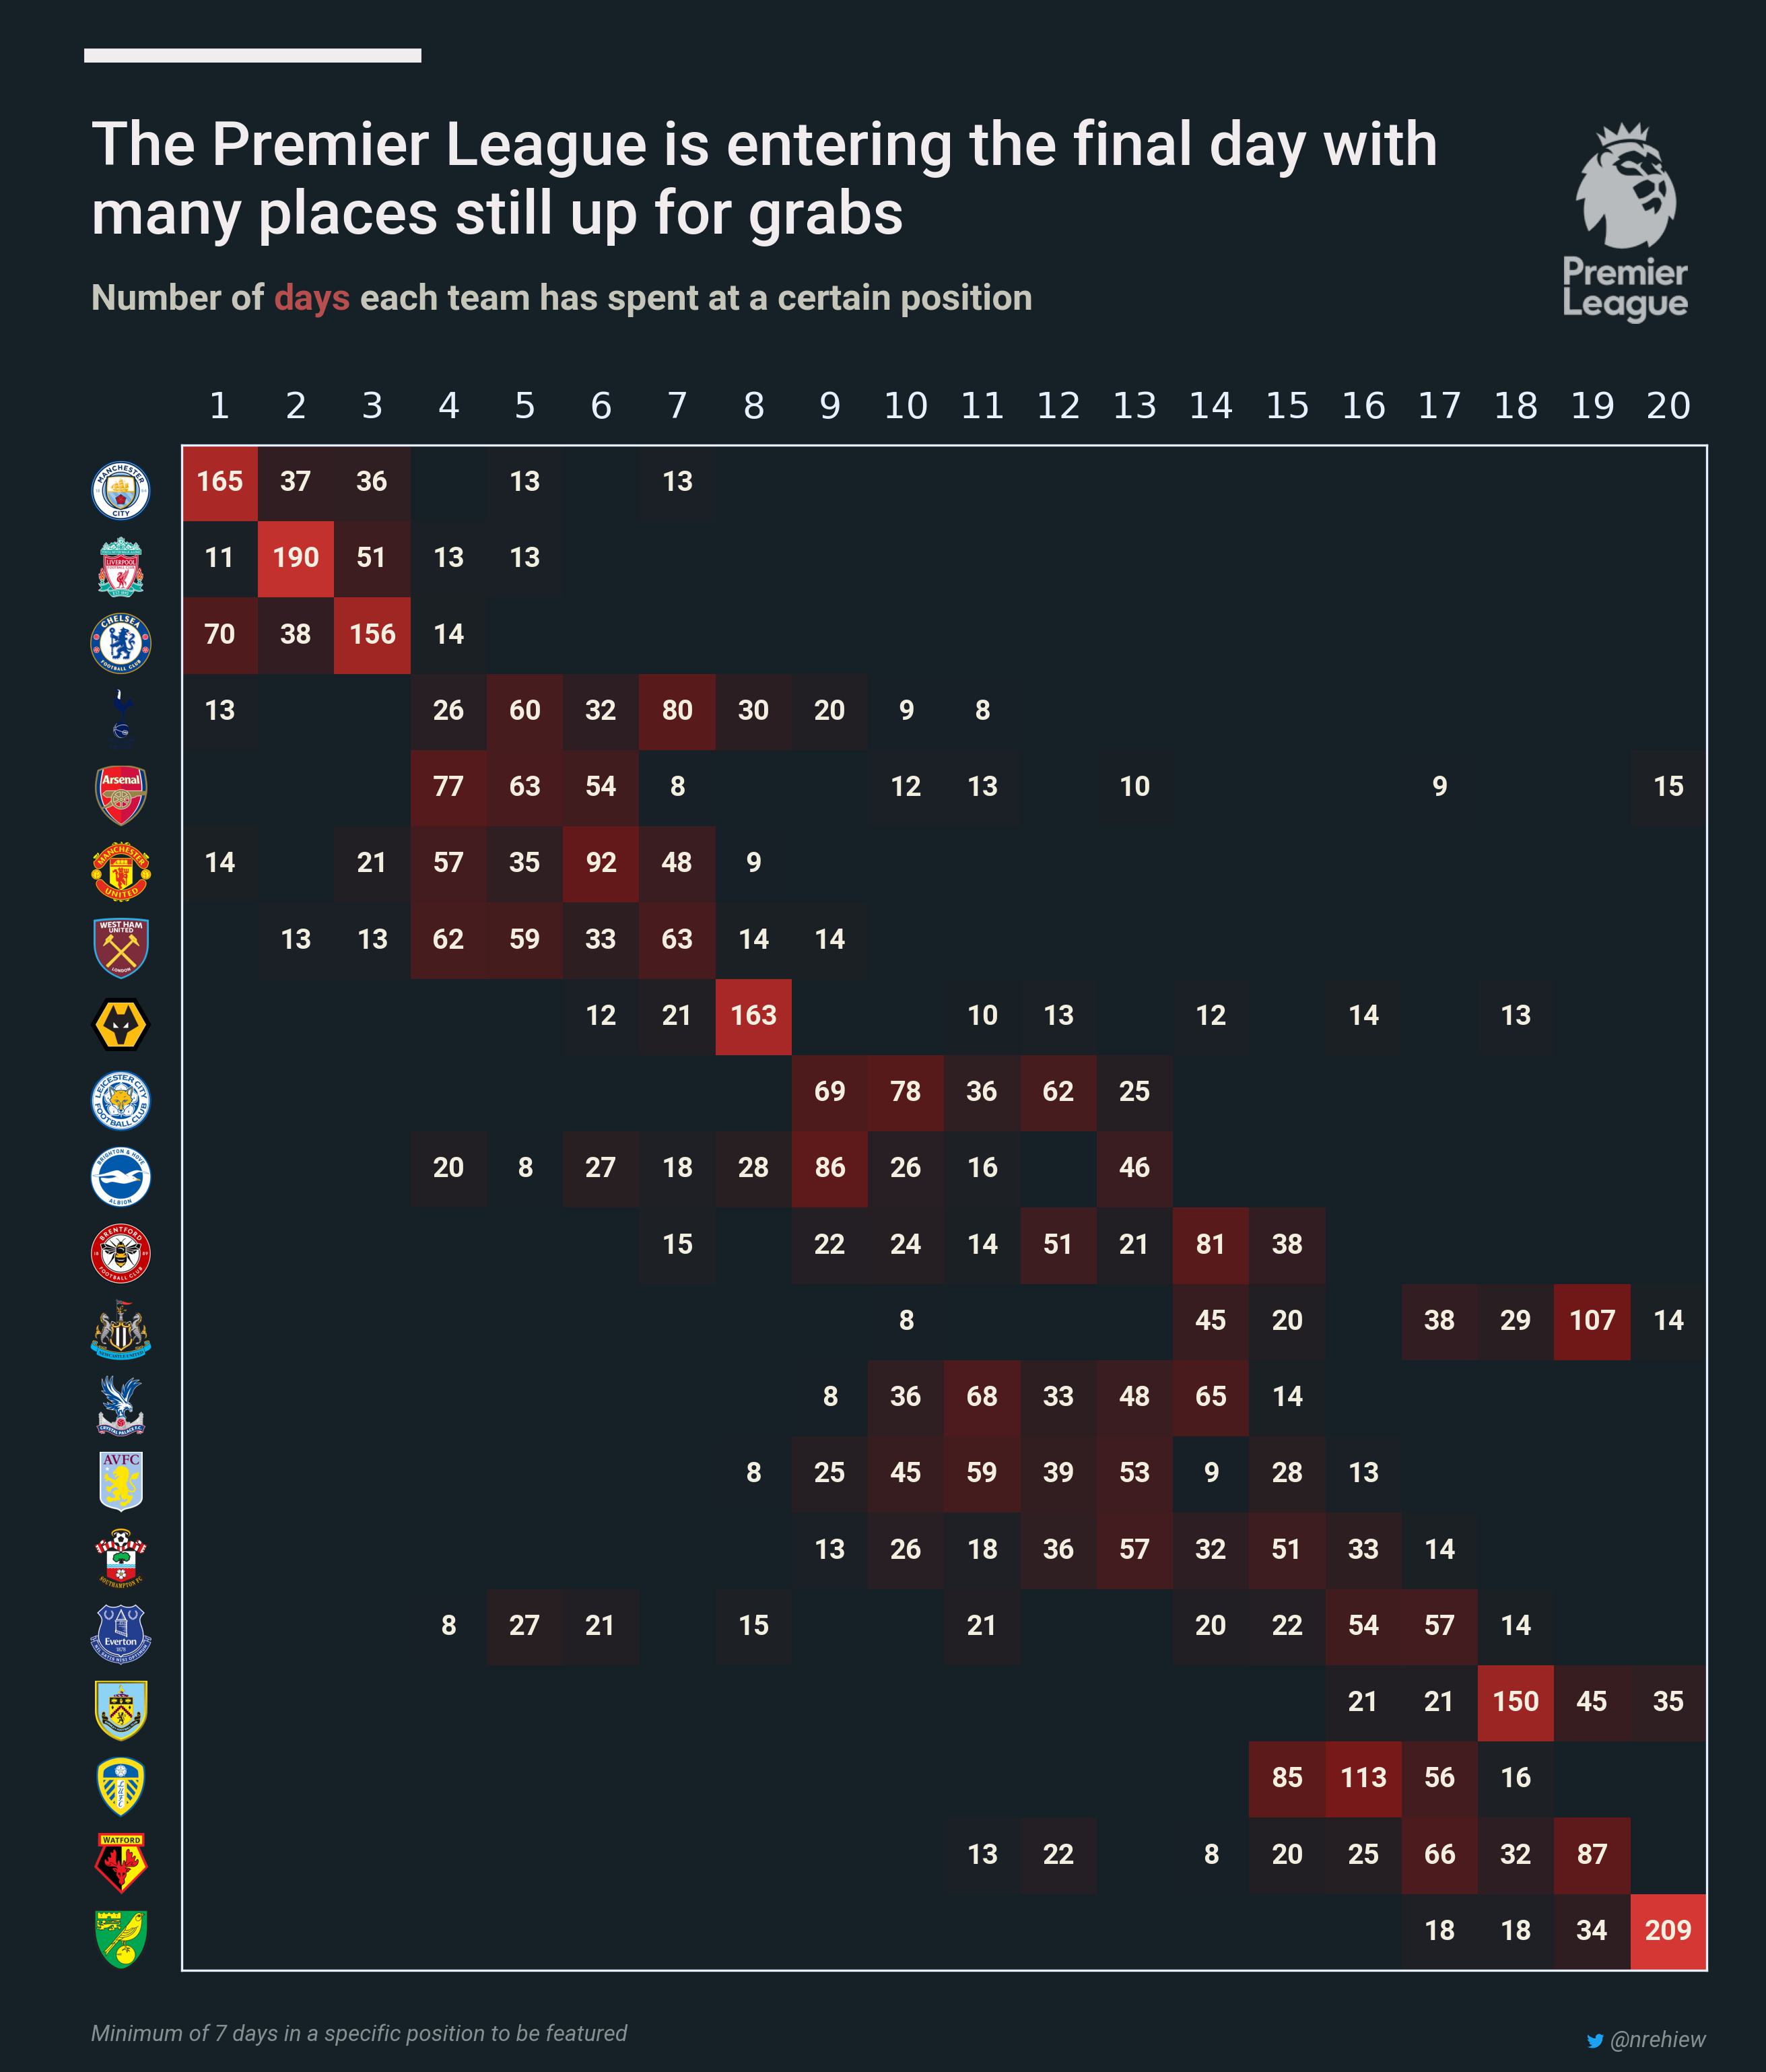 The Premier League is entering the final day with
many places still up for grabs
Number of days each team has spent at a certain position
Premier
League
1 2 3 4 5 6 7 8 9 10 11 12 13 14 15 16 17 18 19 20
MANCHESTER
CITY
165 37 36 13 13
LIVERPOOL
11 190 51 13 13
CHELSEA
FOOTBALL CLUB
70 38 156 14
13 26 60 32 80 30 20 9 8
Arsenal
77 63 54 8 12 13 10 9 15
MANCHESTER
UNITED
14 21 57 35 92 48 9
WEST HAM
UNITED
LONDON
13 13 62 59 33 63 14 14
12 21 163 10 13 12 14 13
LEICESTER CITY
FOOTBALL CLUB
69 78 36 62 25
BRIGHTON & HOVE
ALBION
20 8 27 18 28 86 26 16 46
BRENTFORD
FOOTBALL CLUB
15 22 24 14 51 21 81 38
8 45 20 38 29 107 14
8 36 68 33 48 65 14
AVFC
8 25 45 59 39 53 9 28 13
SOUTHAMPTON FC
13 26 18 36 57 32 51 33 14
Everton
8 27 21 15 21 20 22 54 57 14
21 21 150 45 35
85 113 56 16
WATFORD
13 22 8 20 25 66 32 87
18 18 34 209
Minimum of 7 days in a specific position to be featured
@nrehiew